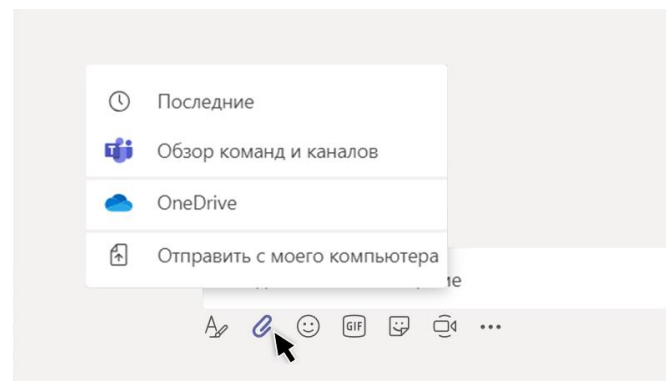 Последние
Обзор команд и каналов
OneDrive
Отправить с моего компьютера
GIF